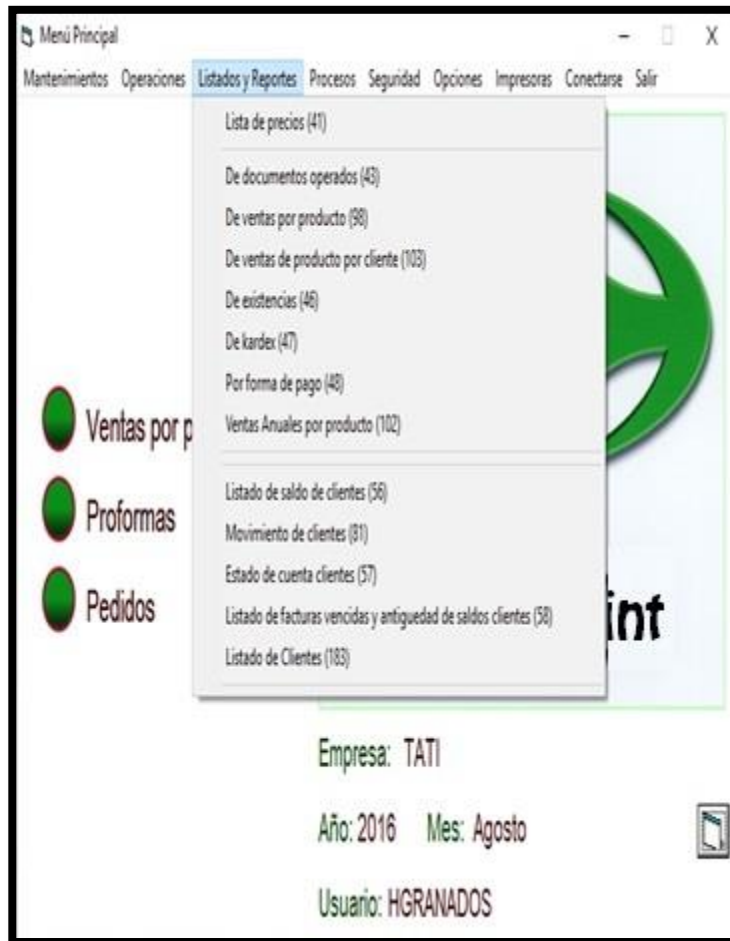 Menú Principal
Mantenimientos Operaciones Listados y Reportes Procesos Seguridad Opciones Impresoras Conectarse Salir
Lista de precios (41)
De documentos operados (43)
De ventas por producto (98)
De ventas de producto por cliente (103)
De existencias (46)
De kardex (47)
Por forma de pago (48)
Ventas Anuales por producto (102)
Listado de saldo de clientes (56)
Movimiento de clientes (81)
Estado de cuenta clientes (57)
Listado de facturas vencidas y antiguedad de saldos clientes (58)
Listado de Clientes (183)
Ventas por p
Proformas
Pedidos
int
Empresa: TATI
Año: 2016 Mes: Agosto
Usuario: HGRANADOS